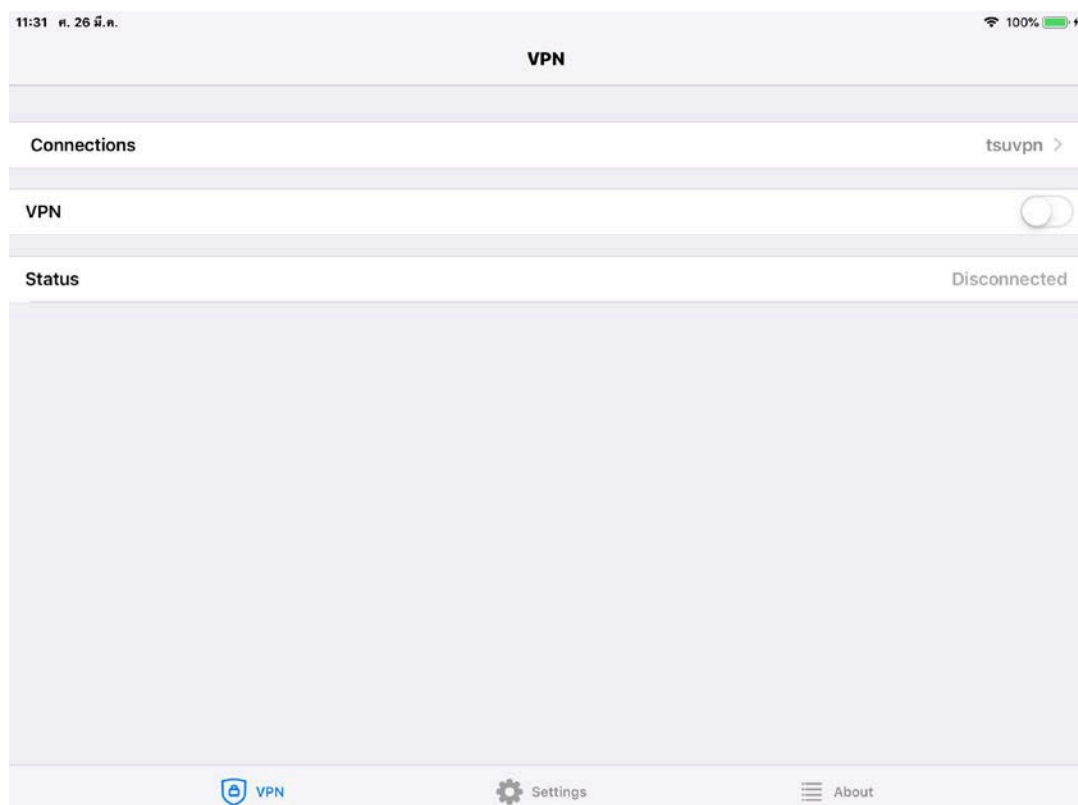 11:31 ศ. 26 มี.ค. 100%
VPN
Connections tsuvpn
VPN
Status Disconnected
VPN Settings About